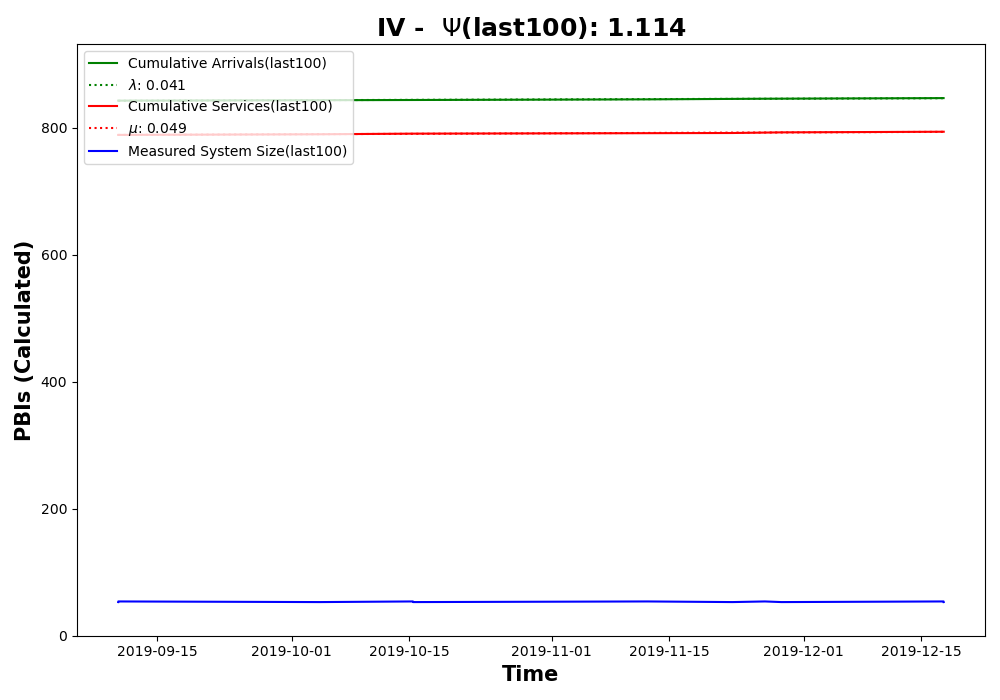 IV - Ψ(last100): 1.114
Cumulative Arrivals(last100)
λ: 0.041
Cumulative Services(last100)
μ: 0.049
Measured System Size(last100)
PBIs (Calculated)
800
600
400
200
0
2019-09-15 2019-10-01 2019-10-15 2019-11-01 2019-11-15 2019-12-01 2019-12-15
Time